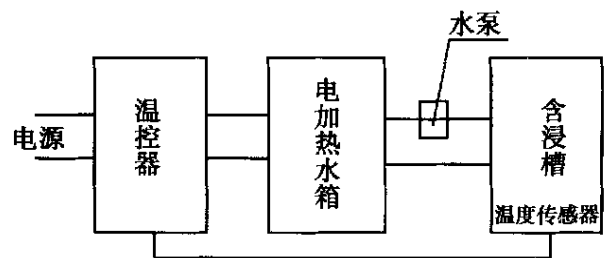 水泵
电源
温控器
电加热水箱
含浸槽
温度传感器